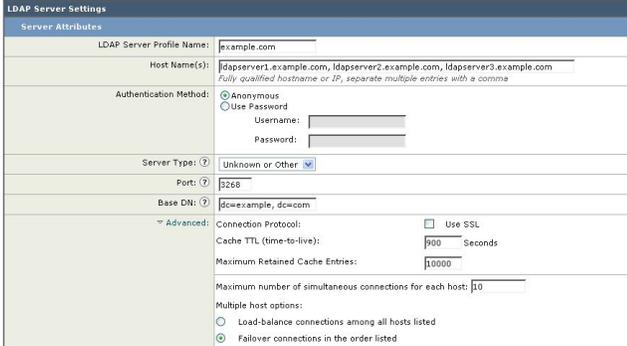 LDAP Server Settings
Server Attributes
LDAP Server Profile Name: example.com
Host Name(s): ldapserver1.example.com, ldapserver2.example.com, ldapserver3.example.com
Fully qualified hostname or IP, separate multiple entries with a comma
Authentication Method: Anonymous
Use Password
Username:
Password:
Server Type: ? Unknown or Other
Port: ? 3268
Base DN: ? dc=example, dc=com
Advanced: Connection Protocol: Use SSL
Cache TTL (time-to-live): 900 Seconds
Maximum Retained Cache Entries: 10000
Maximum number of simultaneous connections for each host: 10
Multiple host options:
Load-balance connections among all hosts listed
Failover connections in the order listed